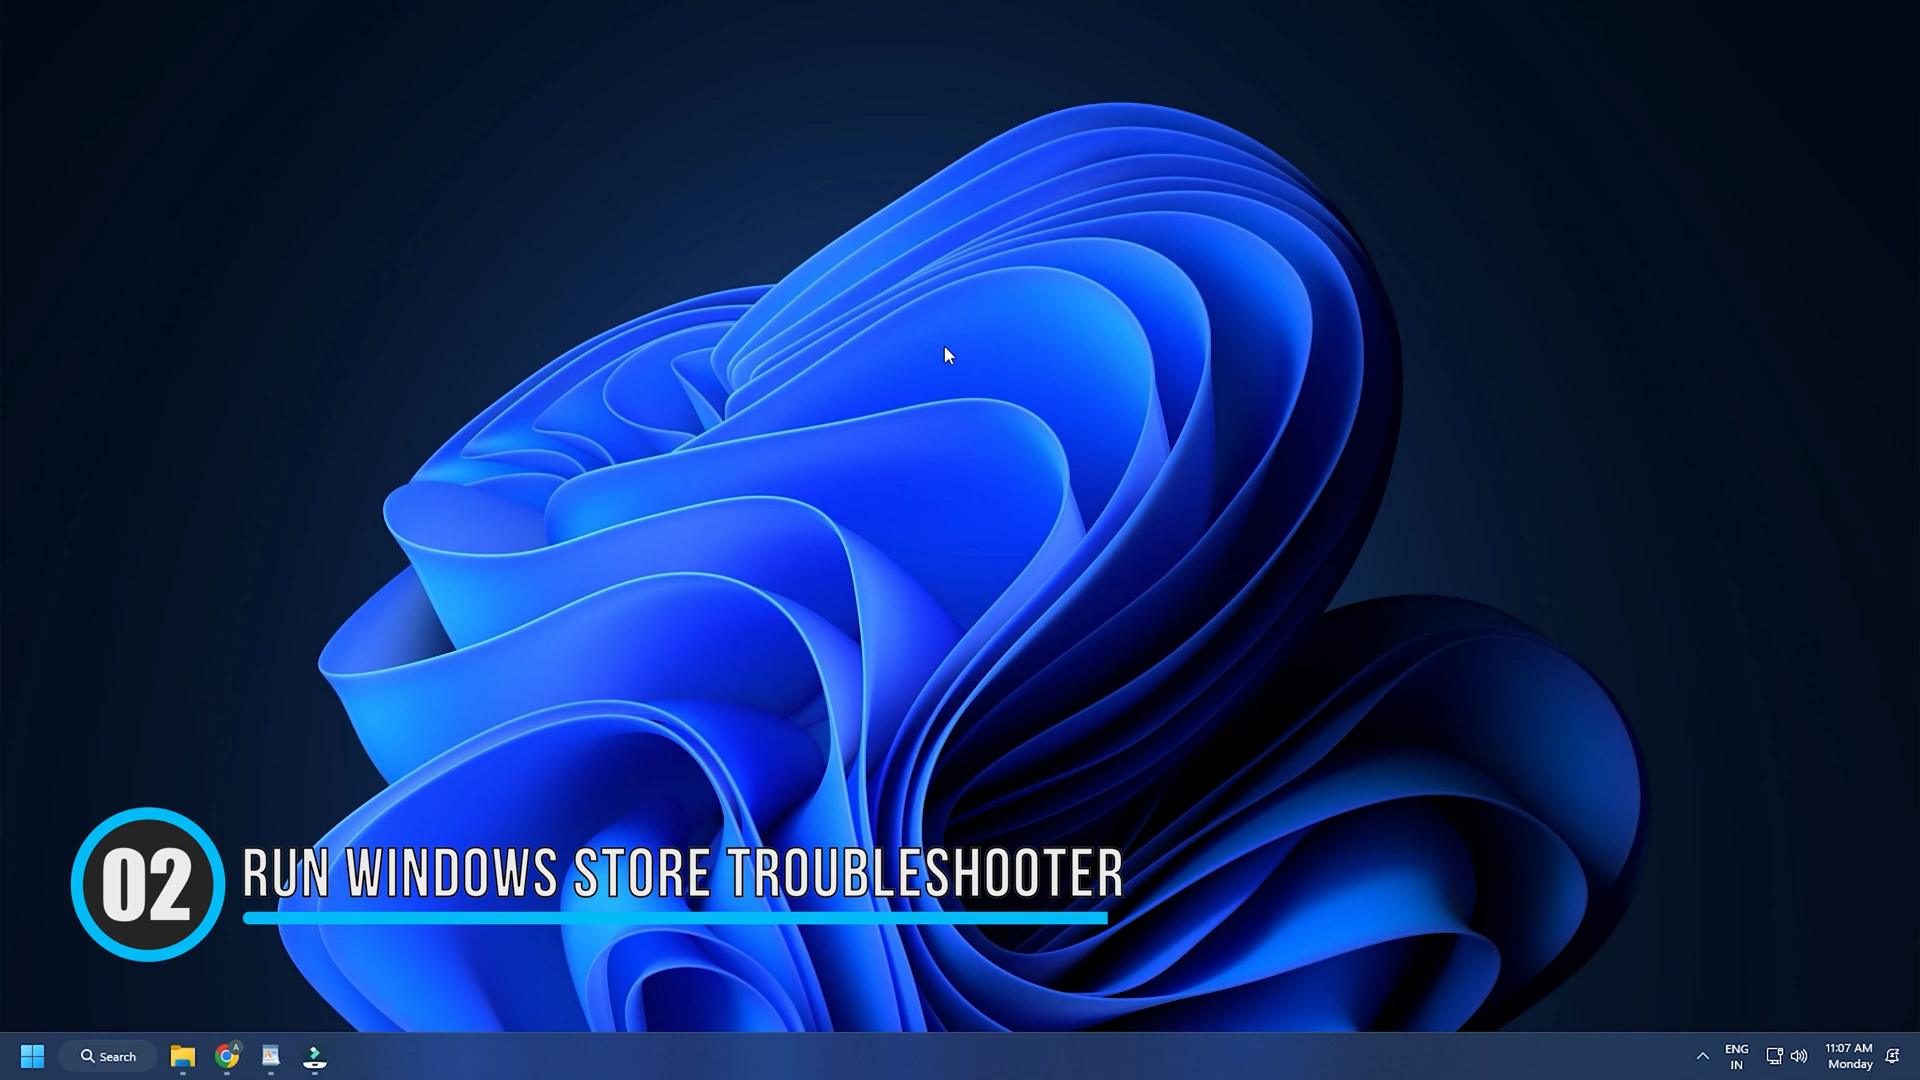 02
RUN WINDOWS STORE TROUBLESHOOTER
Search
A
ENG
IN
11:07 AM
Monday